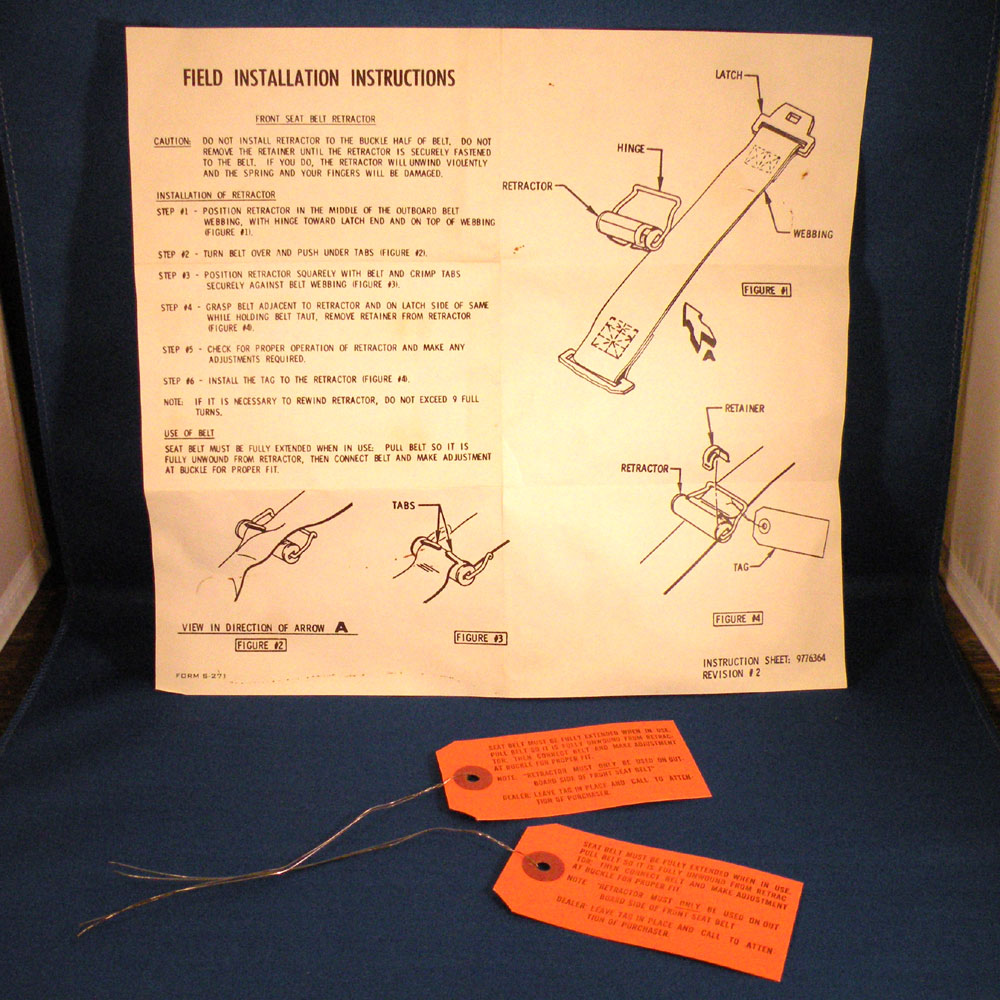 FIELD INSTALLATION INSTRUCTIONS
FRONT SEAT BELT RETRACTOR
CAUTION: DO NOT INSTALL RETRACTOR TO THE BUCKLE HALF OF BELT. DO NOT
REMOVE THE RETAINER UNTIL THE RETRACTOR IS SECURELY FASTENED
TO THE BELT. IF YOU DO, THE RETRACTOR WILL UNWIND VIOLENTLY
AND THE SPRING AND YOUR FINGERS WILL BE DAMAGED.
INSTALLATION OF RETRACTOR
STEP #1 - POSITION RETRACTOR IN THE MIDDLE OF THE OUTBOARD BELT
WEBBING, WITH HINGE TOWARD LATCH END AND ON TOP OF WEBBING
(FIGURE #1).
STEP #2 - TURN BELT OVER AND PUSH UNDER TABS (FIGURE #2).
STEP #3 - POSITION RETRACTOR SQUARELY WITH BELT AND CRIMP TABS
SECURELY AGAINST BELT WEBBING (FIGURE #3).
STEP #4 - GRASP BELT ADJACENT TO RETRACTOR AND ON LATCH SIDE OF SAME
WHILE HOLDING BELT TAUT, REMOVE RETAINER FROM RETRACTOR
(FIGURE #4).
STEP #5 - CHECK FOR PROPER OPERATION OF RETRACTOR AND MAKE ANY
ADJUSTMENTS REQUIRED.
STEP #6 - INSTALL THE TAG TO THE RETRACTOR (FIGURE #4).
NOTE: IF IT IS NECESSARY TO REWIND RETRACTOR, DO NOT EXCEED 9 FULL
TURNS.
USE OF BELT
SEAT BELT MUST BE FULLY EXTENDED WHEN IN USE: PULL BELT SO IT IS
FULLY UNWOUND FROM RETRACTOR, THEN CONNECT BELT AND MAKE ADJUSTMENT
AT BUCKLE FOR PROPER FIT.
TABS
VIEW IN DIRECTION OF ARROW A
FIGURE #2
FIGURE #3
FORM S-271
LATCH
HINGE
RETRACTOR
WEBBING
FIGURE #1
A
RETAINER
RETRACTOR
TAG
FIGURE #4
INSTRUCTION SHEET: 9776364
REVISION #2
SEAT BELT MUST BE FULLY EXTENDED WHEN IN USE.
PULL BELT SO IT IS FULLY UNWOUND FROM RETRAC-
TOR, THEN CORRECT BELT AND MAKE ADJUSTMENT
AT BUCKLE FOR PROPER FIT.
NOTE. "RETRACTOR MUST ONLY BE USED ON OUT
BOARD SIDE OF FRONT SEAT BELT"
DEALER, LEAVE TAG IN PLACE AND CALL TO ATTEN
TION OF PURCHASER.
SEAT BELT MUST BE FULLY EXTENDED WHEN IN USE.
PULL BELT SO IT IS FULLY UNWOUND FROM RETRAC
TOR, THEN CONNECT BELT AND MAKE ADJUSTMENT
AT BUCKLE FOR PROPER FIT.
NOTE "RETRACTOR MUST ONLY BE USED ON OUT
BOARD SIDE OF FRONT SEAT BELT
DEALER, LEAVE TAG IN PLACE AND CALL TO ATTEN
TION OF PURCHASER.